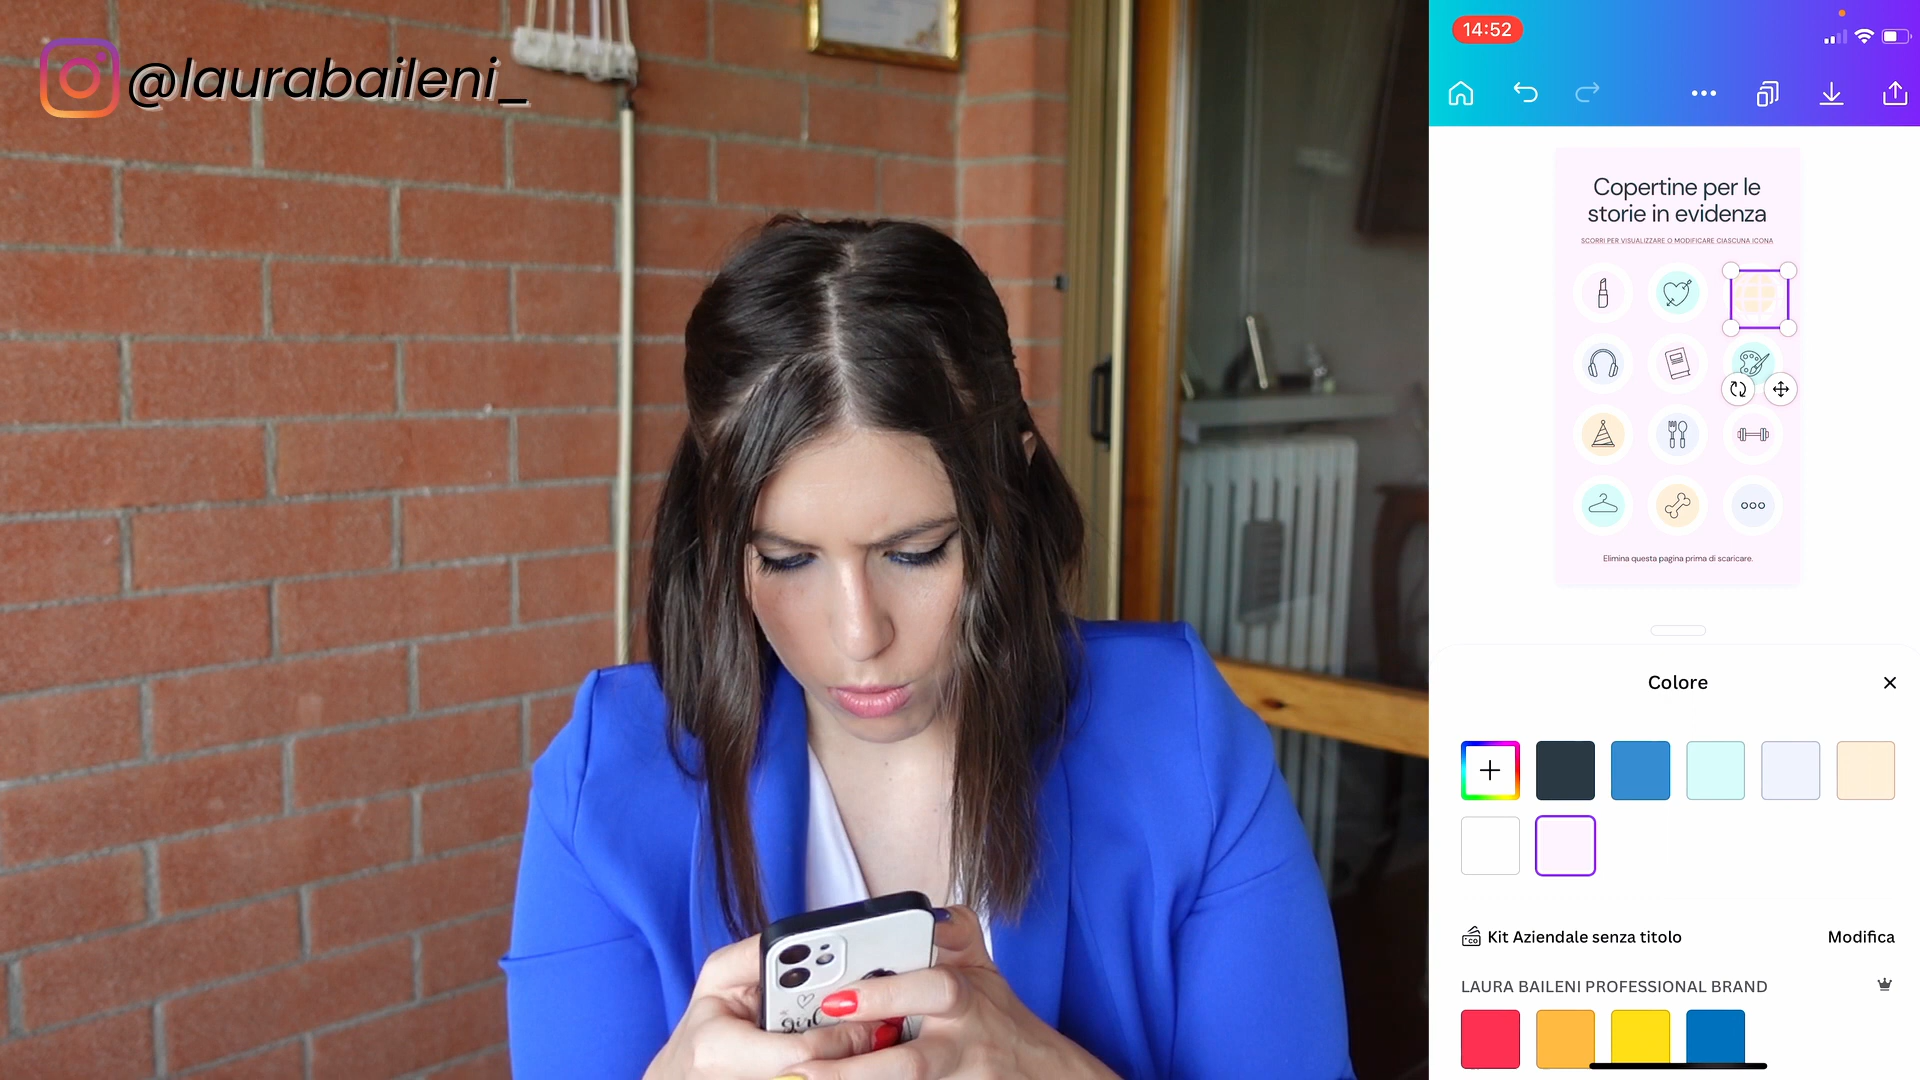 @laurabaileni_
14:52
Copertine per le
storie in evidenza
SCORRI PER VISUALIZZARE O MODIFICARE CIASCUNA ICONA
Elimina questa pagina prima di scaricare.
Colore
Kit Aziendale senza titolo
Modifica
LAURA BAILENI PROFESSIONAL BRAND
girl